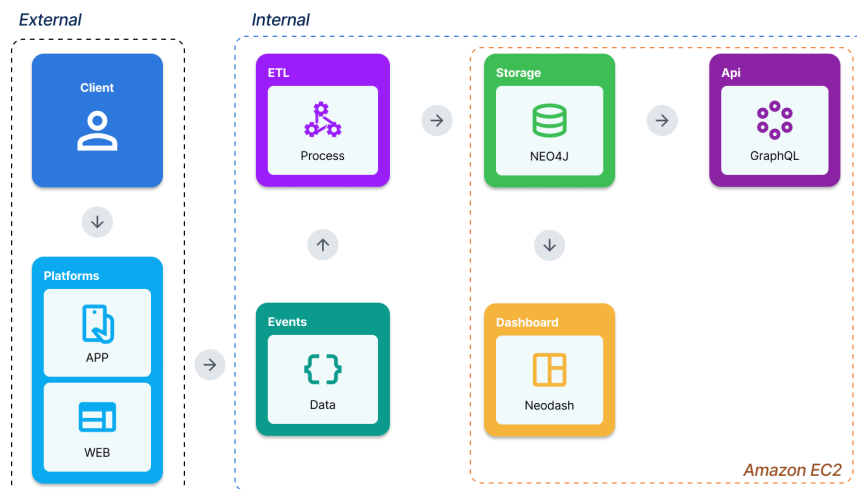 External
Internal
Client
ETL
Process
Storage
NEO4J
Api
GraphQL
Platforms
APP
WEB
Events
Data
Dashboard
Neodash
Amazon EC2